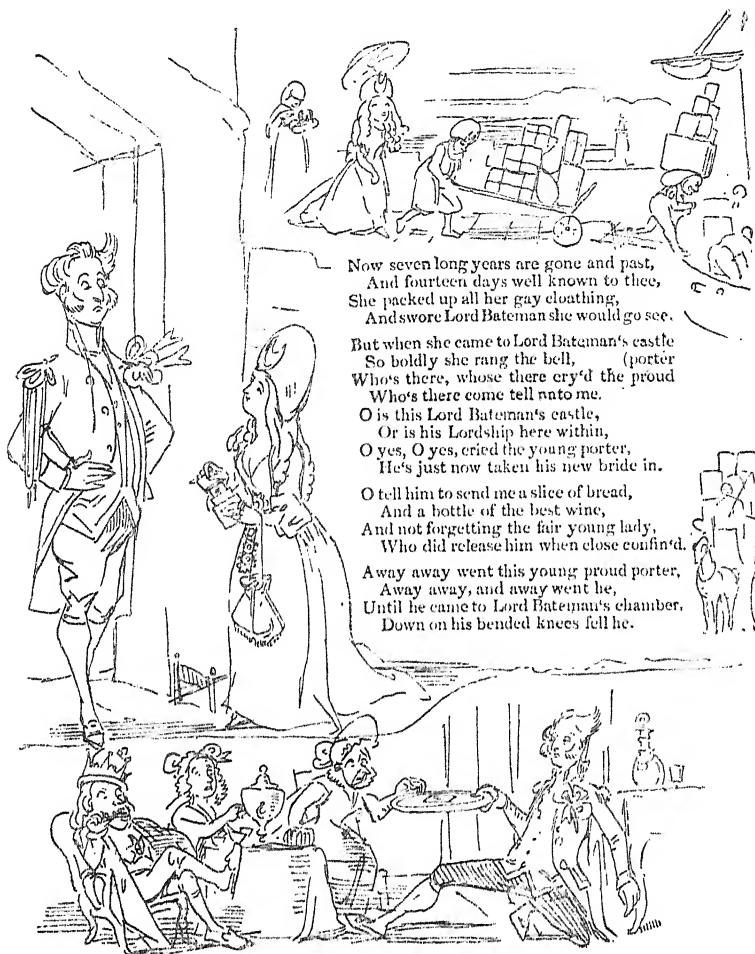 Now seven long years are gone and past,
And fourteen days well known to thee,
She packed up all her gay cloathing,
And swore Lord Bateman she would go see.
But when she came to Lord Bateman's castle
So boldly she rang the bell, (porter
Who's there, whose there cry'd the proud
Who's there come tell nnto me.
O is this Lord Bateman's castle,
Or is his Lordship here within,
O yes, O yes, cried the young porter,
He's just now taken his new bride in.
O tell him to send me a slice of bread,
And a bottle of the best wine,
And not forgetting the fair young lady,
Who did release him when close confin'd.
Away away went this young proud porter,
Away away, and away went he,
Until he came to Lord Bateman's chamber,
Down on his bended knees fell he.